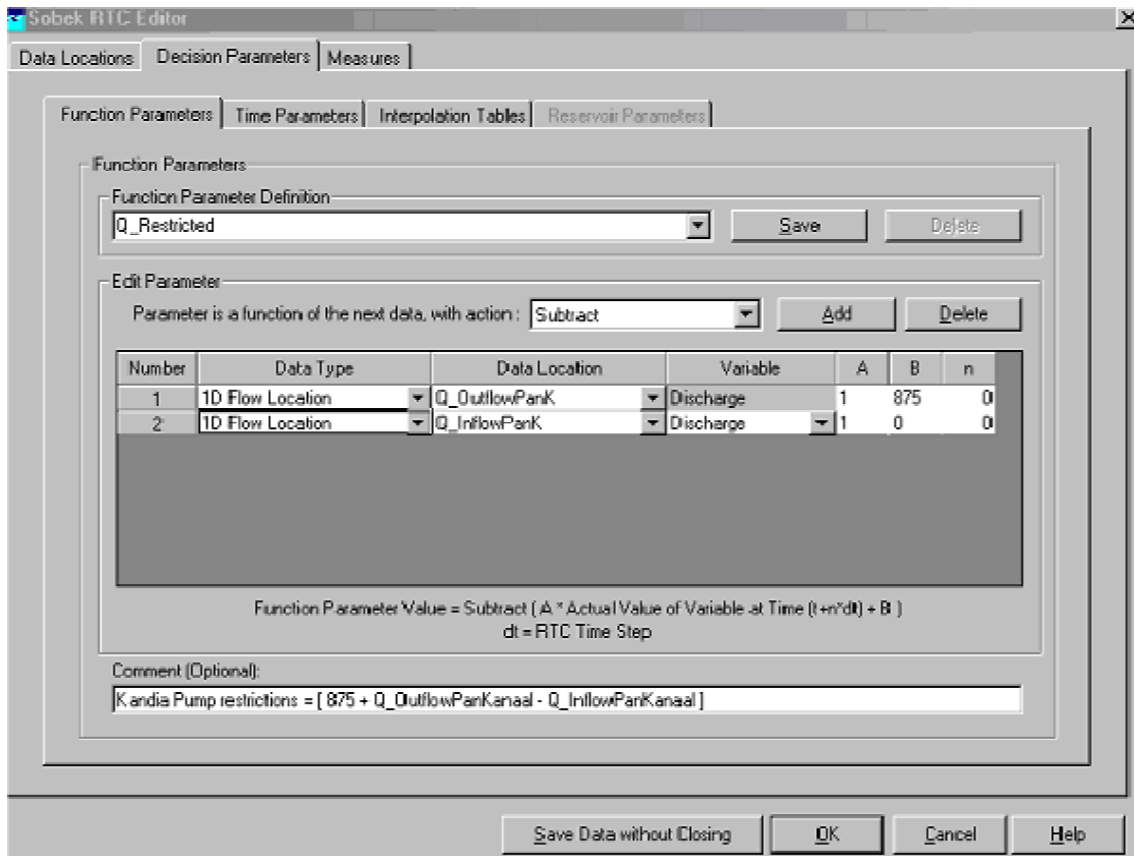 Sobek RTC Editor
Data Locations Decision Parameters Measures
Function Parameters Time Parameters Interpolation Tables Reservoir Parameters
Function Parameters
Function Parameter Definition
Q_Restricted Save Delete
Edit Parameter
Parameter is a function of the next data, with action : Subtract Add Delete
Number Data Type Data Location Variable A B n
1 1D Flow Location Q_OutflowPanK Discharge 1 875 0
2 1D Flow Location Q_InflowPanK Discharge 1 0 0
Function Parameter Value = Subtract ( A * Actual Value of Variable at Time (t+n*dt) + B )
dt = RTC Time Step
Comment (Optional):
Kandia Pump restrictions = [ 875 + Q_OutflowPanKanaal - Q_InflowPanKanaal ]
Save Data without Closing OK Cancel Help